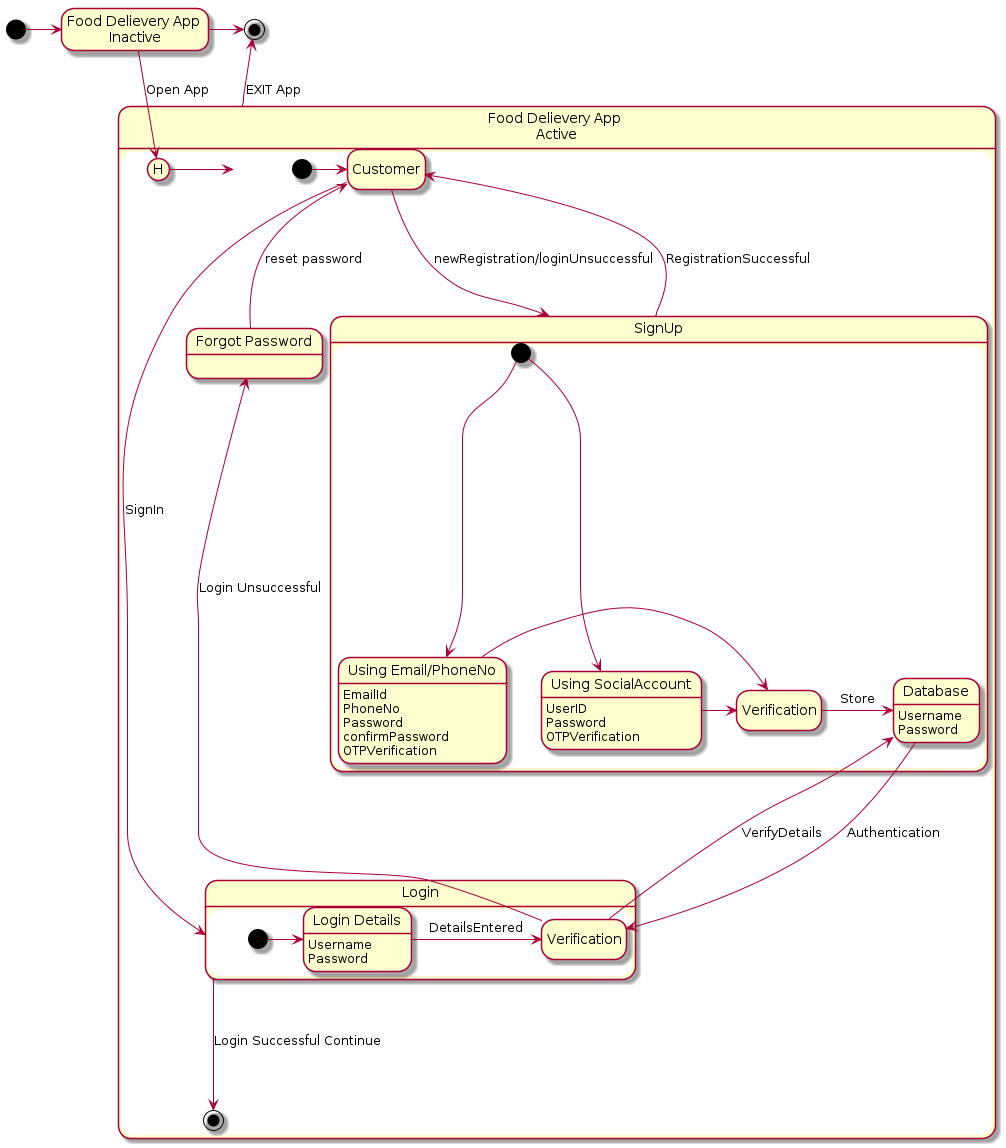 Food Delievery App
Inactive
Open App
EXIT App
Food Delievery App
Active
H
Customer
reset password
newRegistration/loginUnsuccessful
RegistrationSuccessful
Forgot Password
SignUp
SignIn
Login Unsuccessful
Using Email/PhoneNo
EmailId
PhoneNo
Password
confirmPassword
OTPVerification
Using SocialAccount
UserID
Password
OTPVerification
Verification
Store
Database
Username
Password
VerifyDetails
Authentication
Login
Login Details
Username
Password
DetailsEntered
Verification
Login Successful Continue